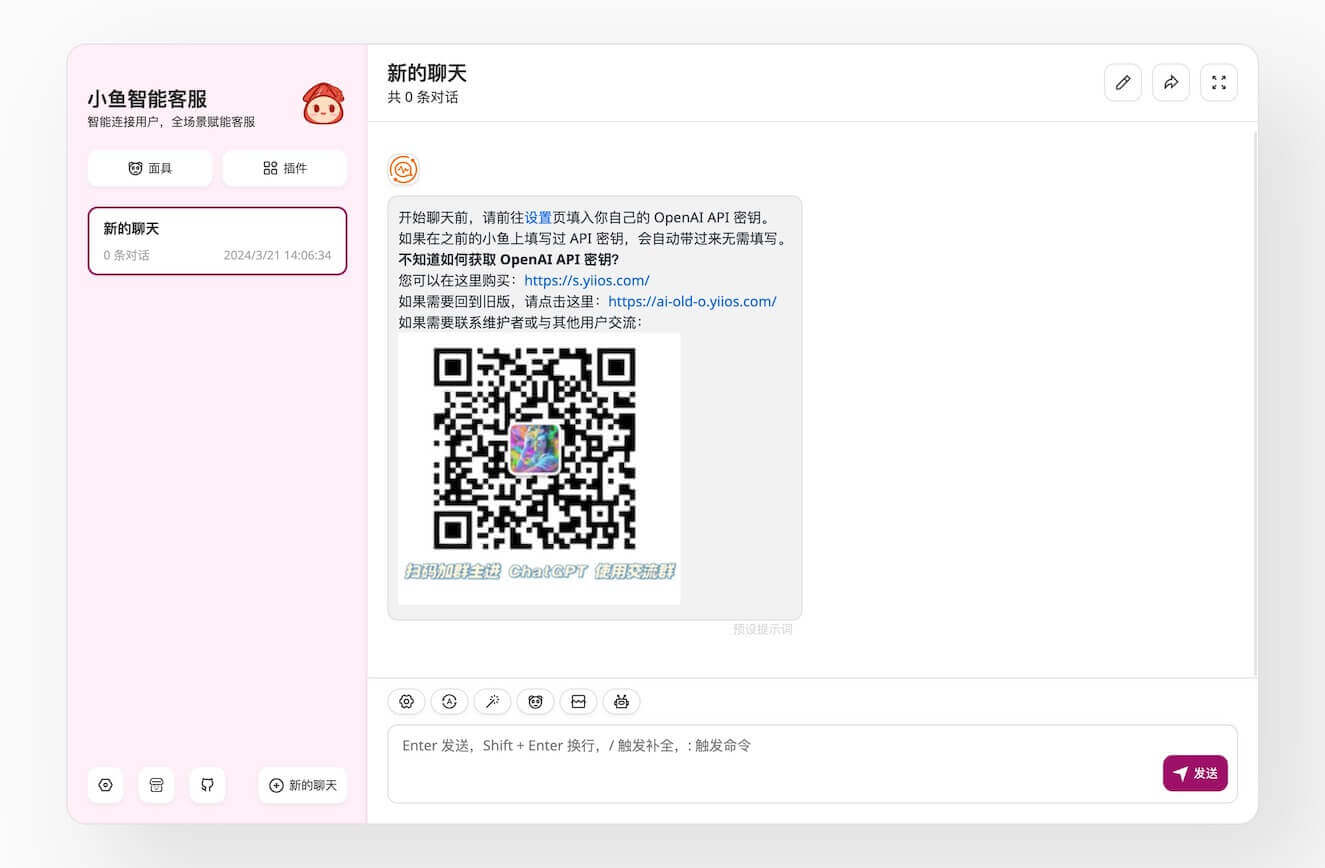 小鱼智能客服
智能连接用户，全场景赋能客服
面具
插件
新的聊天
0 条对话
2024/3/21 14:06:34
新的聊天
新的聊天
共 0 条对话
开始聊天前，请前往设置页填入你自己的 OpenAI API 密钥。
如果在之前的小鱼上填写过 API 密钥，会自动带过来无需填写。
不知道如何获取 OpenAI API 密钥？
您可以在这里购买：https://s.yiios.com/
如果需要回到旧版，请点击这里：https://ai-old-o.yiios.com/
如果需要联系维护者或与其他用户交流：
扫码加群主进 ChatGPT 使用交流群
预设提示词
A
Enter 发送，Shift + Enter 换行，/ 触发补全，: 触发命令
发送